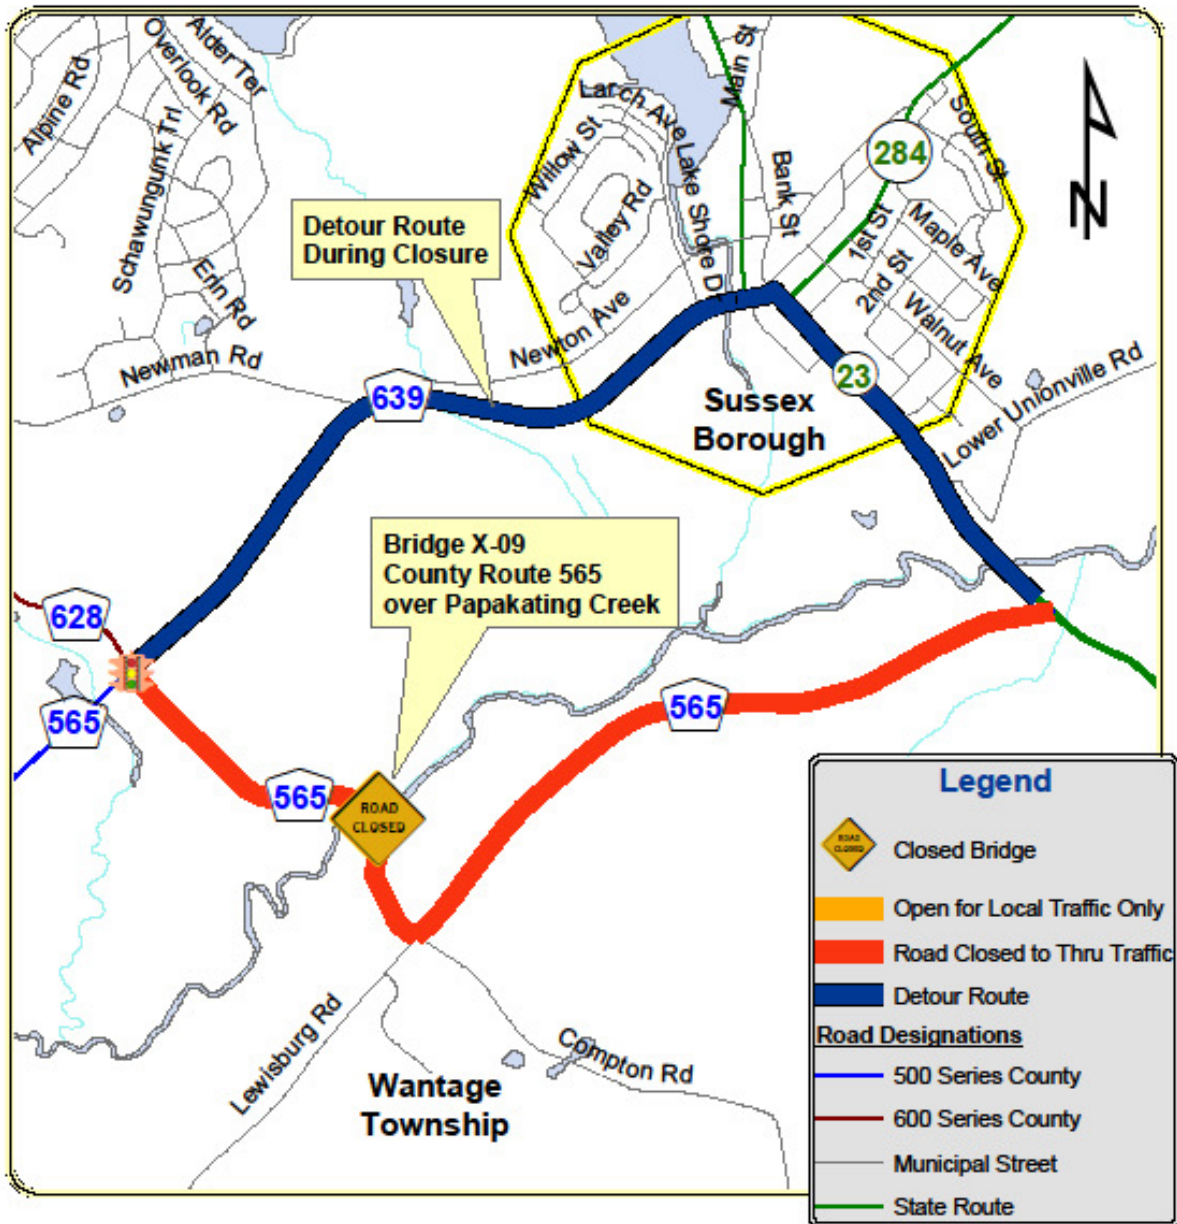 Alpine Rd
Overlook Rd
Alder Ter
Schawungunk Trl
Erin Rd
Newman Rd
Detour Route
During Closure
Larch Ave
Willow St
Valley Rd
Lake Shore Dr
Main St
Bank St
284
South St
1st St
2nd St
Maple Ave
Walnut Ave
Newton Ave
Lower Unionville Rd
N
639
23
Sussex
Borough
Bridge X-09
County Route 565
over Papakating Creek
628
565
565
565
ROAD
CLOSED
Lewisburg Rd
Compton Rd
Wantage
Township
Legend
ROAD
CLOSED
Closed Bridge
Open for Local Traffic Only
Road Closed to Thru Traffic
Detour Route
Road Designations
500 Series County
600 Series County
Municipal Street
State Route